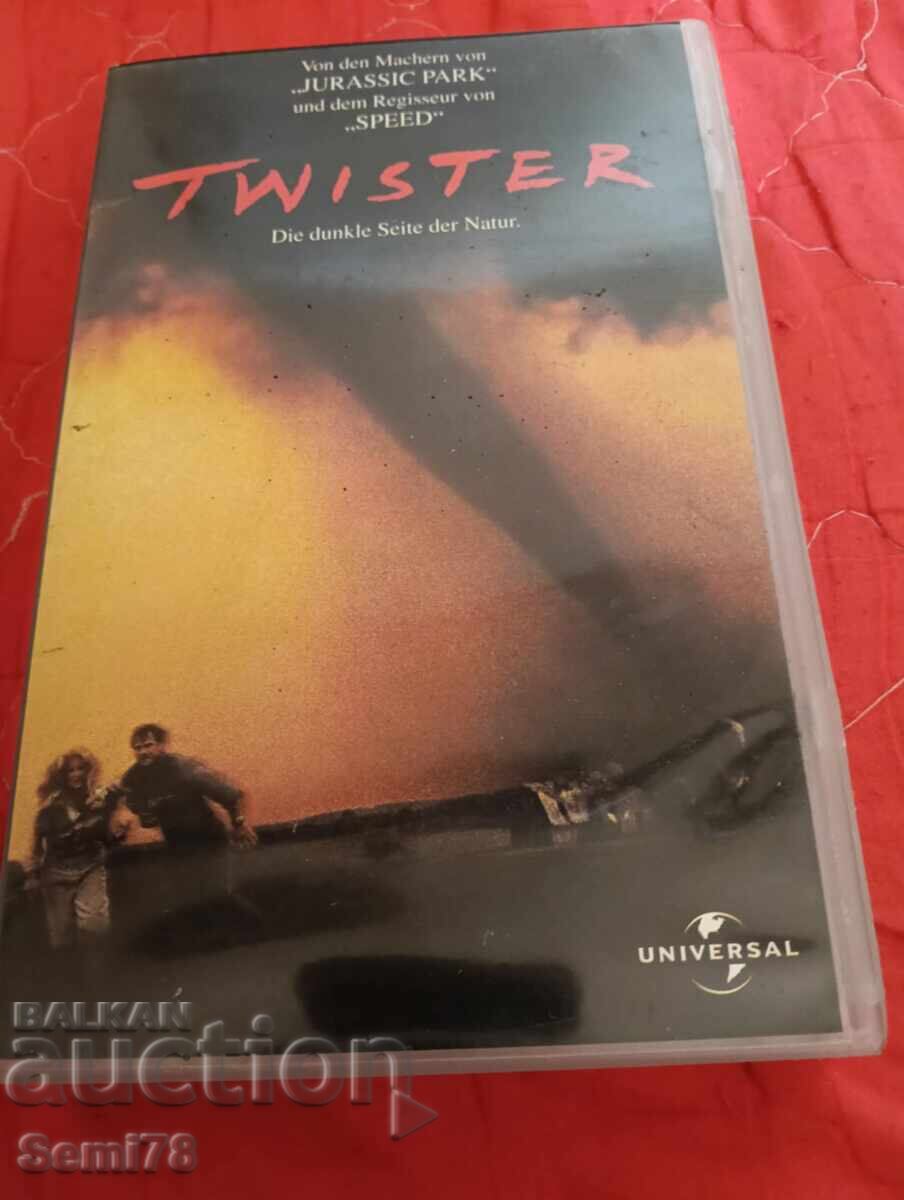 Von den Machern von
„JURASSIC PARK“
und dem Regisseur von
„SPEED“
TWISTER
Die dunkle Seite der Natur.
UNIVERSAL
BALKAN
auction
Semi78